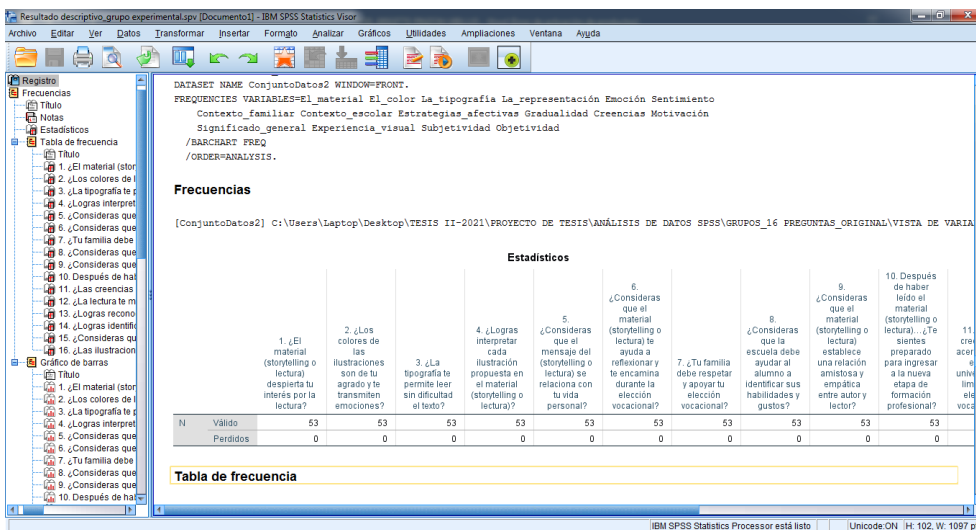 Resultado descriptivo_grupo experimental.spv [Documento1] - IBM SPSS Statistics Visor
Archivo Editar Ver Datos Transformar Insertar Formato Analizar Gráficos Utilidades Ampliaciones Ventana Ayuda
Registro
Frecuencias
Título
Notas
Estadísticos
Tabla de frecuencia
Título
1. ¿El material (stor
2. ¿Los colores de l
3. ¿La tipografía te p
4. ¿Logras interpret
5. ¿Consideras que
6. ¿Consideras que
7. ¿Tu familia debe
8. ¿Consideras que
9. ¿Consideras que
10. Después de hal
11. ¿Las creencias
12. ¿La lectura te m
13. ¿Logras recono
14. ¿Logras identific
15. ¿Consideras qu
16. ¿Las ilustracion
Gráfico de barras
Título
1. ¿El material (stor
2. ¿Los colores de l
3. ¿La tipografía te p
4. ¿Logras interpret
5. ¿Consideras que
6. ¿Consideras que
7. ¿Tu familia debe
8. ¿Consideras que
9. ¿Consideras que
10. Después de hal
DATASET NAME ConjuntoDatos2 WINDOW=FRONT.
FREQUENCIES VARIABLES=El_material El_color La_tipografía La_representación Emoción Sentimiento
Contexto_familiar Contexto_escolar Estrategias_afectivas Gradualidad Creencias Motivación
Significado_general Experiencia_visual Subjetividad Objetividad
/BARCHART FREQ
/ORDER=ANALYSIS.
Frecuencias
[ConjuntoDatos2] C:\Users\Laptop\Desktop\TESIS II-2021\PROYECTO DE TESIS\ANÁLISIS DE DATOS SPSS\GRUPOS_16 PREGUNTAS_ORIGINAL\VISTA DE VARIA
Estadísticos
1. ¿El
material
(storytelling o
lectura)
despierta tu
interés por la
lectura?
2. ¿Los
colores de
las
ilustraciones
son de tu
agrado y te
transmiten
emociones?
3. ¿La
tipografía te
permite leer
sin dificultad
el texto?
4. ¿Logras
interpretar
cada
ilustración
propuesta en
el material
(storytelling o
lectura)?
5.
¿Consideras
que el
mensaje del
(storytelling o
lectura) se
relaciona con
tu vida
personal?
6.
¿Consideras
que el
material
(storytelling o
lectura) te
ayuda a
reflexionar y
te encamina
durante la
elección
vocacional?
7. ¿Tu familia
debe respetar
y apoyar tu
elección
vocacional?
8.
¿Consideras
que la
escuela debe
ayudar al
alumno a
identificar sus
habilidades y
gustos?
9.
¿Consideras
que el
material
(storytelling o
lectura)
establece
una relación
amistosa y
empática
entre autor y
lector?
10. Después
de haber
leído el
material
(storytelling o
lectura)...¿Te
sientes
preparado
para ingresar
a la nueva
etapa de
formación
profesional?
11.
cre
acer
e
unive
lim
ele
voca
N Válido 53 53 53 53 53 53 53 53 53 53
Perdidos 0 0 0 0 0 0 0 0 0 0
Tabla de frecuencia
IBM SPSS Statistics Processor está listo Unicode:ON H: 102, W: 1097 p